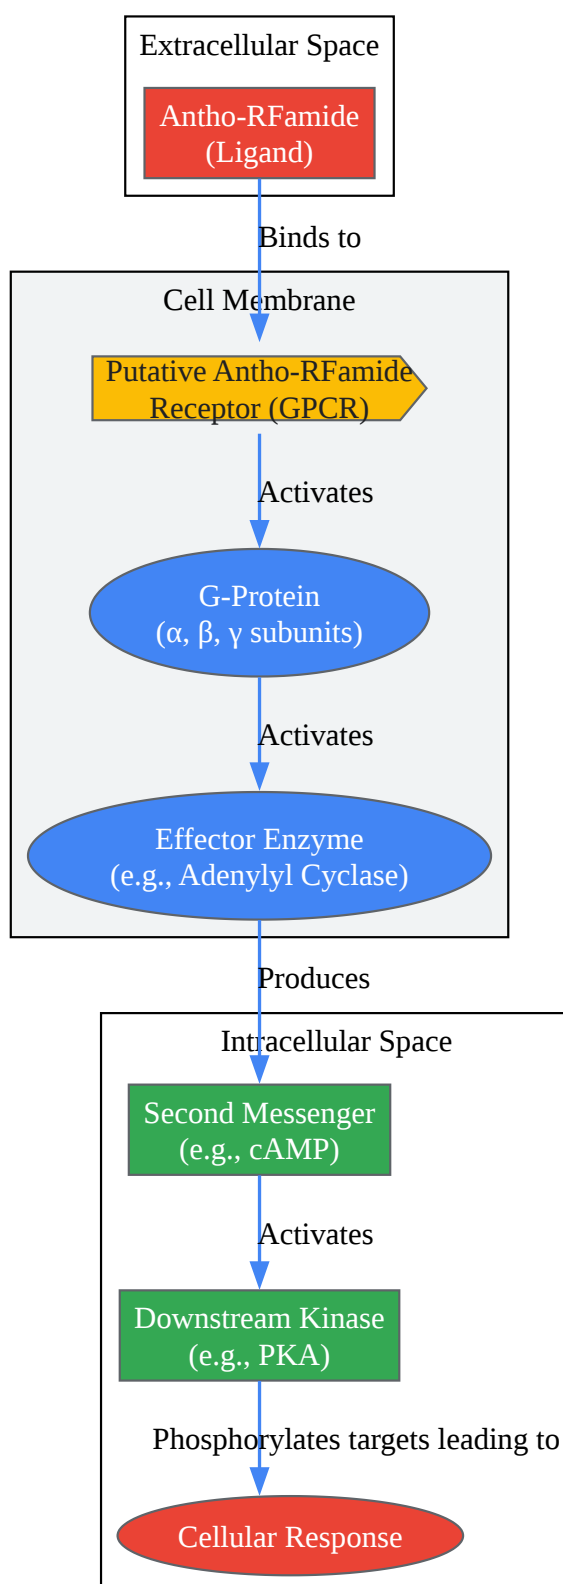 Extracellular Space
Antho-RFamide
(Ligand)
Binds to
Cell Membrane
Putative Antho-RFamide
Receptor (GPCR)
Activates
G-Protein
(α, β, γ subunits)
Activates
Effector Enzyme
(e.g., Adenylyl Cyclase)
Produces
Intracellular Space
Second Messenger
(e.g., cAMP)
Activates
Downstream Kinase
(e.g., PKA)
Phosphorylates targets leading to
Cellular Response